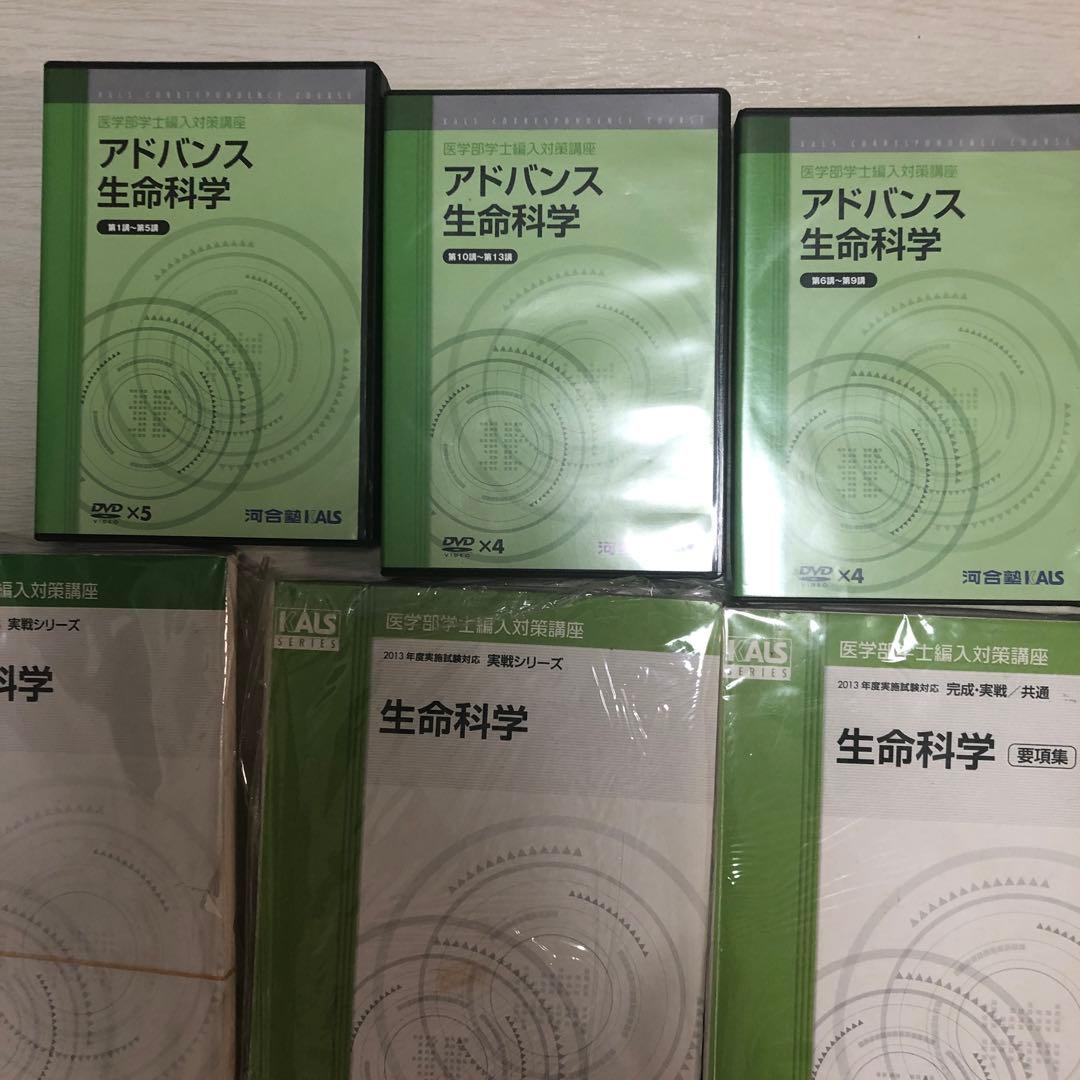 KALS CORRESPONDENCE COURSE
医学部学士編入対策講座
アドバンス
生命科学
第1講~第5講
DVD ×5
VIDEO
河合塾KALS
KALS CORRESPONDENCE COURSE
医学部学士編入対策講座
アドバンス
生命科学
第10講~第13講
DVD ×4
VIDEO
KALS CORRESPONDENCE COURSE
医学部学士編入対策講座
アドバンス
生命科学
第6講~第9講
DVD ×4
VIDEO
河合塾KALS
編入対策講座
実戦シリーズ
科学
KALS
SERIES
医学部学士編入対策講座
2013年度実施試験対応 実戦シリーズ
生命科学
KALS
SERIES
医学部学士編入対策講座
2013年度実施試験対応 完成・実戦/共通
生命科学 要項集